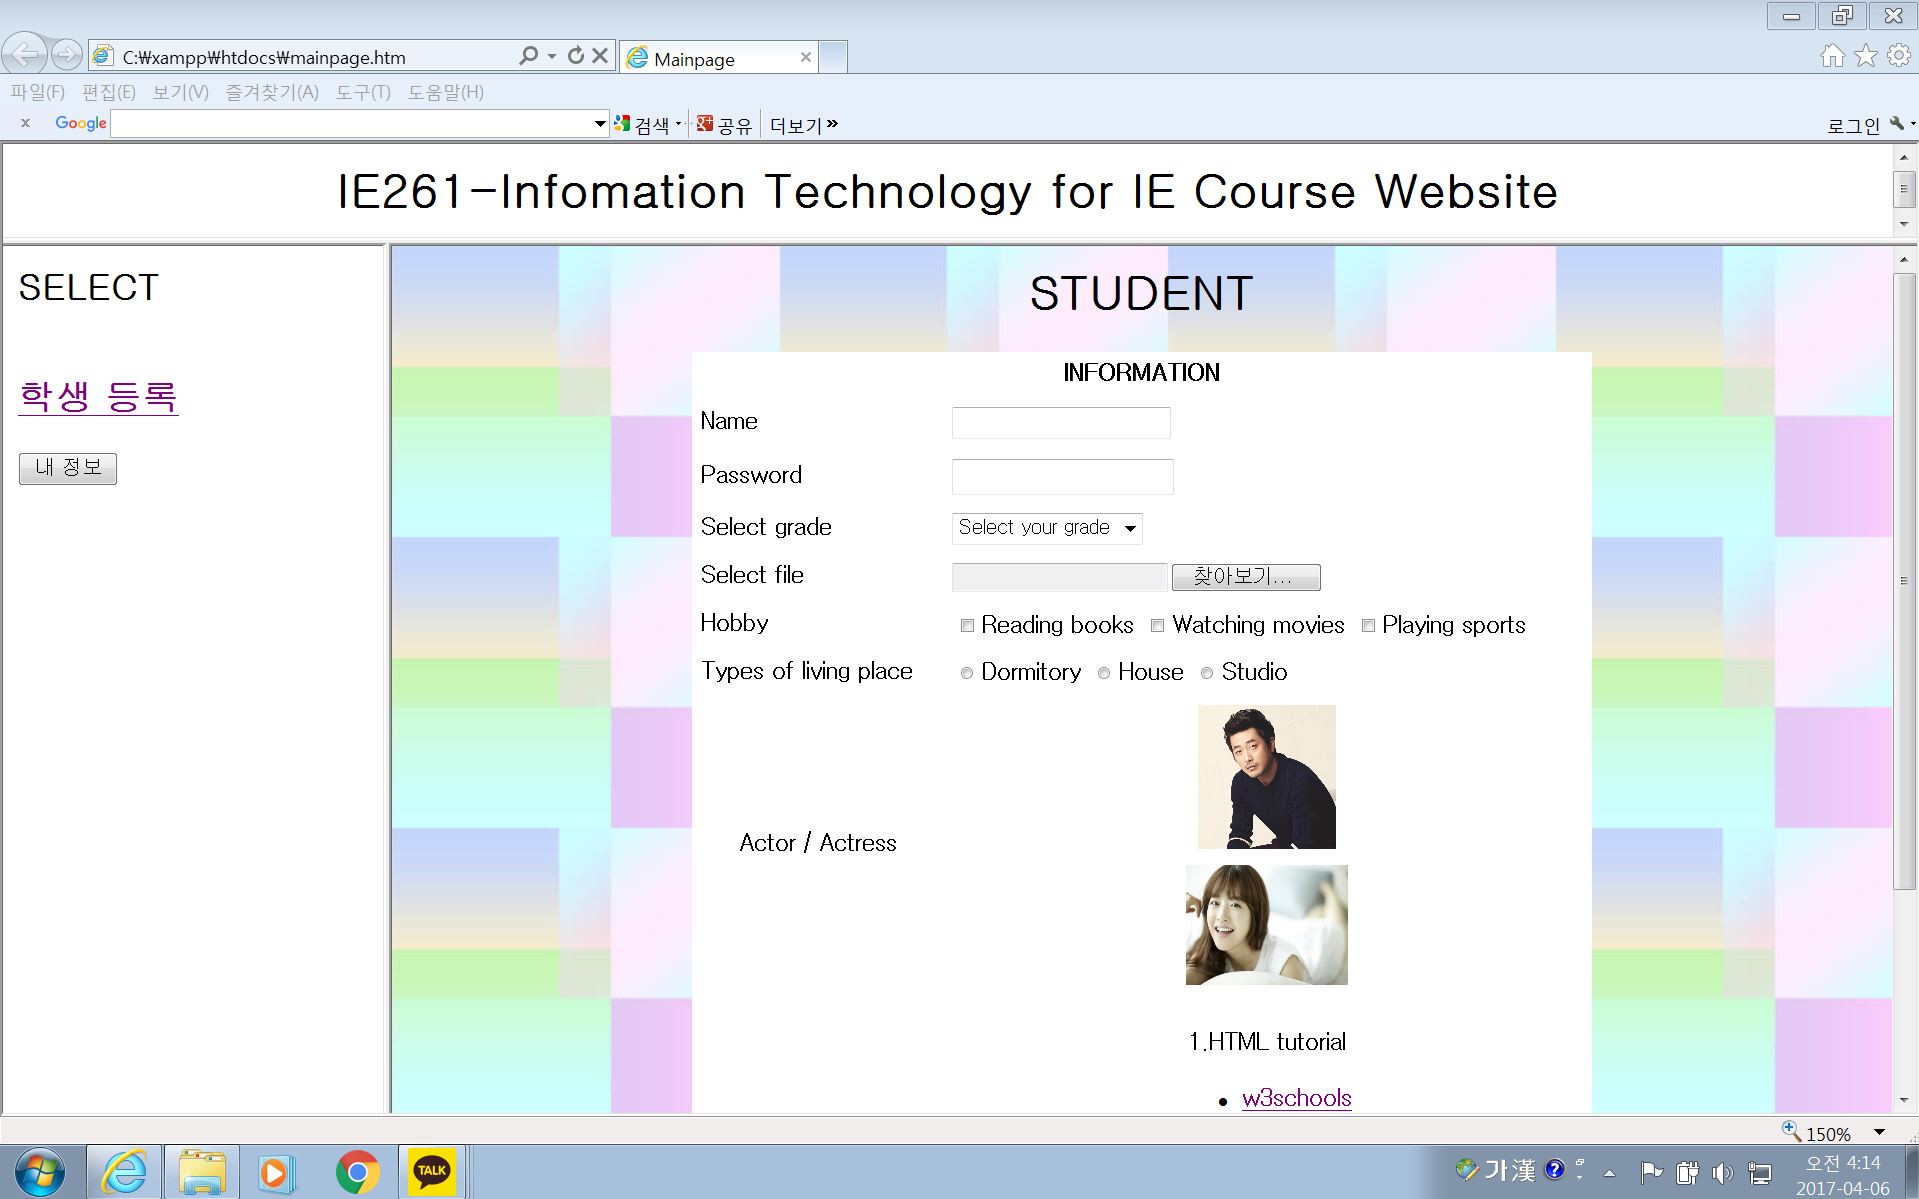 C:₩xampp₩htdocs₩mainpage.htm
Mainpage
파일(F) 편집(E) 보기(V) 즐겨찾기(A) 도구(T) 도움말(H)
x Google 검색 공유 더보기 » 로그인
IE261-Infomation Technology for IE Course Website
SELECT
학생 등록
내 정보
STUDENT
INFORMATION
Name
Password
Select grade Select your grade
Select file 찾아보기...
Hobby Reading books Watching movies Playing sports
Types of living place Dormitory House Studio
Actor / Actress
1.HTML tutorial
• w3schools
150%
TALK
가漢
오전 4:14
2017-04-06